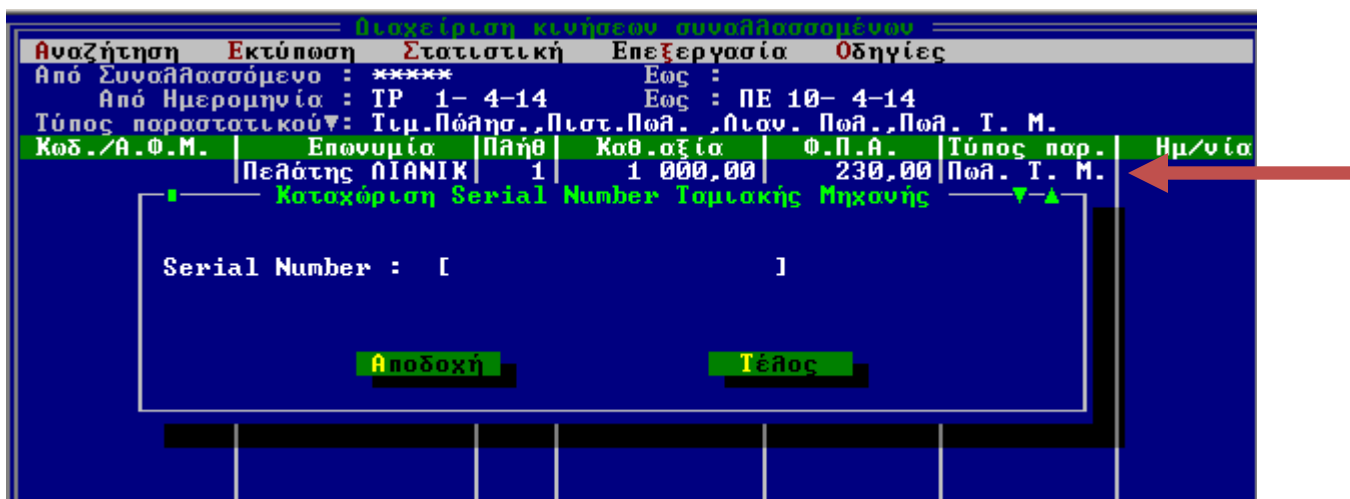 Διαχείριση κινήσεων συναλλασσομένων
Αναζήτηση Εκτύπωση Στατιστική Επεξεργασία Οδηγίες
Από Συναλλασσόμενο : ***** Εως :
Από Ημερομηνία : ΤΡ 1- 4-14 Εως : ΠΕ 10- 4-14
Τύπος παραστατικού▼: Τιμ.Πώλησ.,Πιστ.Πωλ. ,Λιαν. Πωλ.,Πωλ. Τ. Μ.
Κωδ./Α.Φ.Μ. | Επωνυμία |Πλήθ| Καθ.αξία | Φ.Π.Α. |Τύπος παρ.| Ημ/νία
|Πελάτης ΛΙΑΝΙΚ| 1| 1 000,00| 230,00|Πωλ. Τ. Μ.
Καταχώριση Serial Number Ταμιακής Μηχανής
Serial Number : [ ]
Αποδοχή Τέλος